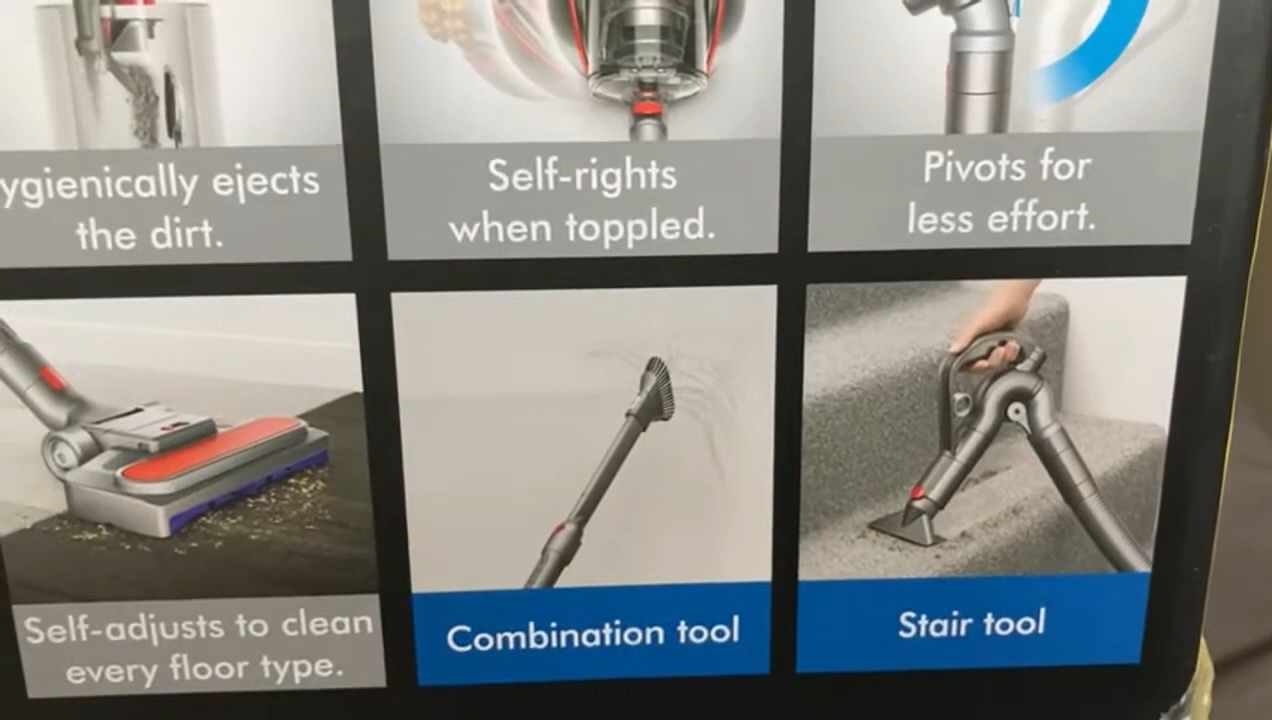 ygienically ejects
the dirt.
Self-rights
when toppled.
Pivots for
less effort.
Self-adjusts to clean
every floor type.
Combination tool
Stair tool